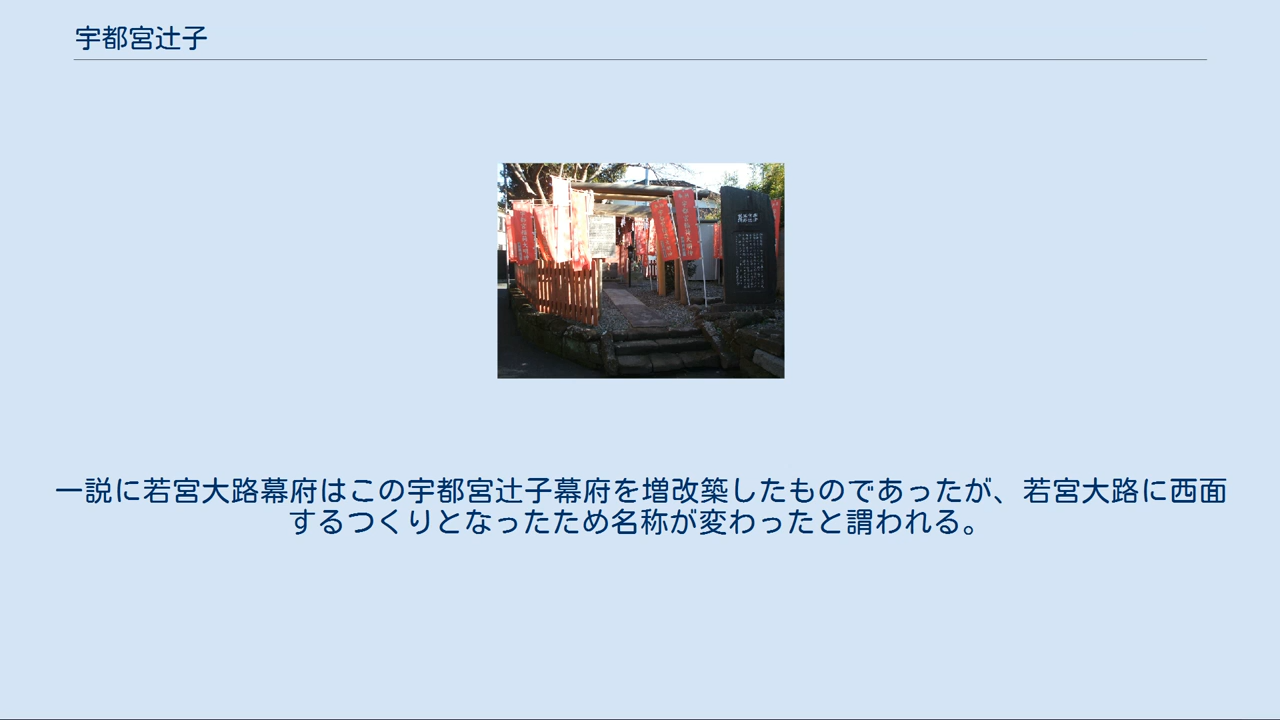 宇都宮辻子
一説に若宮大路幕府はこの宇都宮辻子幕府を増改築したものであったが、若宮大路に西面
するつくりとなったため名称が変わったと謂われる。